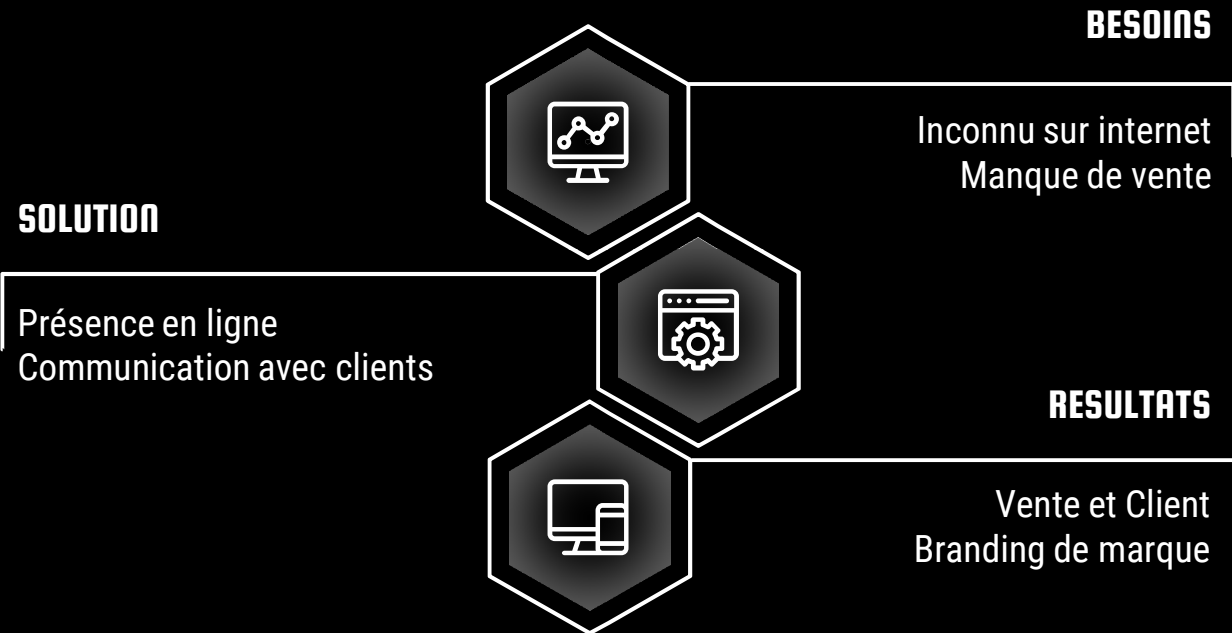 BESOINS
Inconnu sur internet
Manque de vente
SOLUTION
Présence en ligne
Communication avec clients
RESULTATS
Vente et Client
Branding de marque